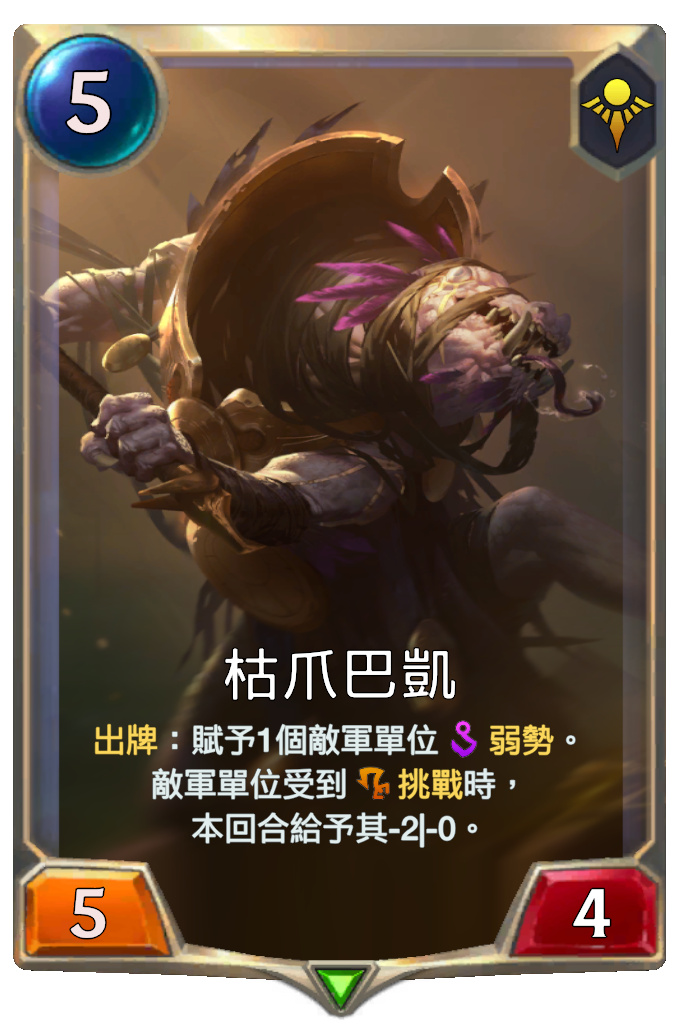 5
枯爪巴凱
出牌：賦予1個敵軍單位 弱勢。
敵軍單位受到 挑戰時，
本回合給予其-2|-0。
5
4